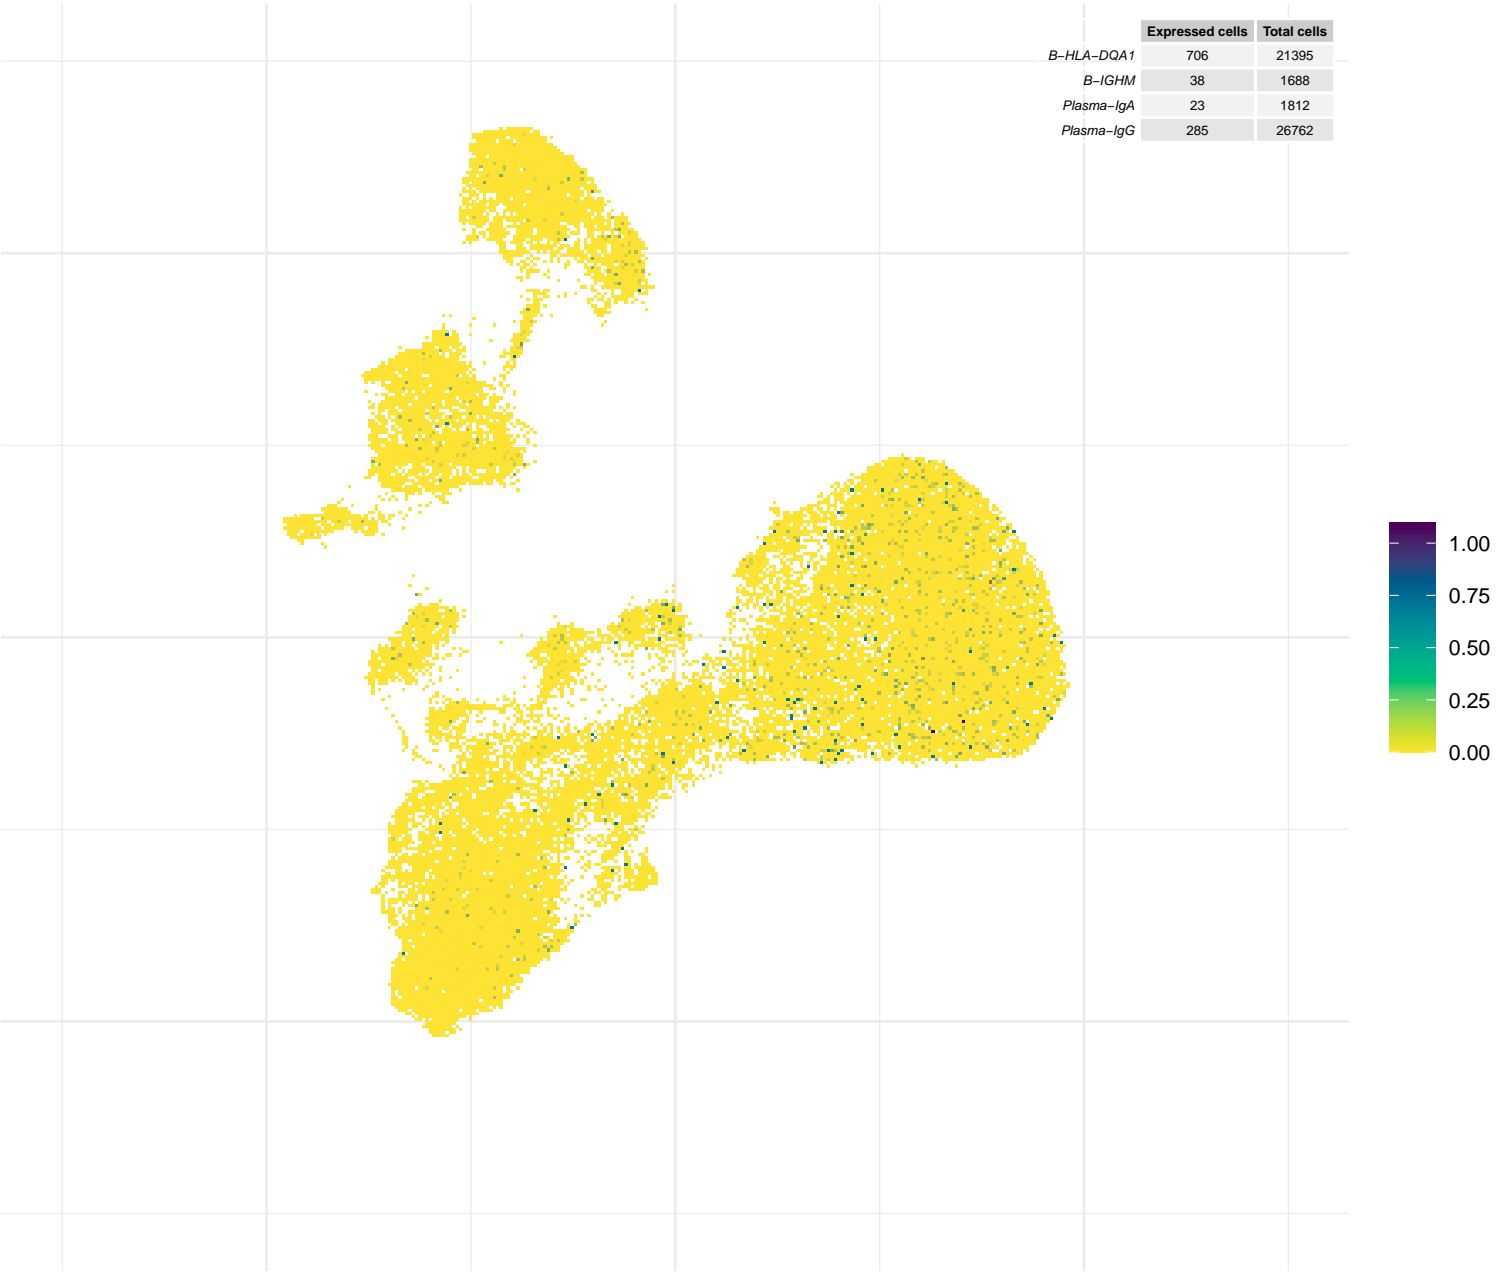 Expressed cells Total cells
B−HLA−DQA1 706 21395
B−IGHM 38 1688
Plasma−IgA 23 1812
Plasma−IgG 285 26762
1.00
0.75
0.50
0.25
0.00